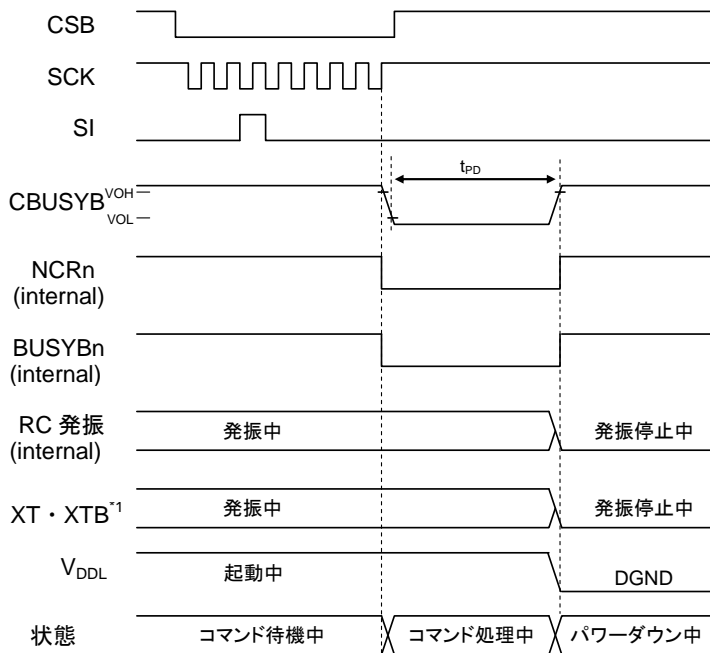 CSB
SCK
SI
tPD
CBUSYB VOH
VOL
NCRn
(internal)
BUSYBn
(internal)
RC 発振
(internal)
発振中
発振停止中
XT・XTB*1
発振中
発振停止中
VDDL
起動中
DGND
状態
コマンド待機中
コマンド処理中
パワーダウン中